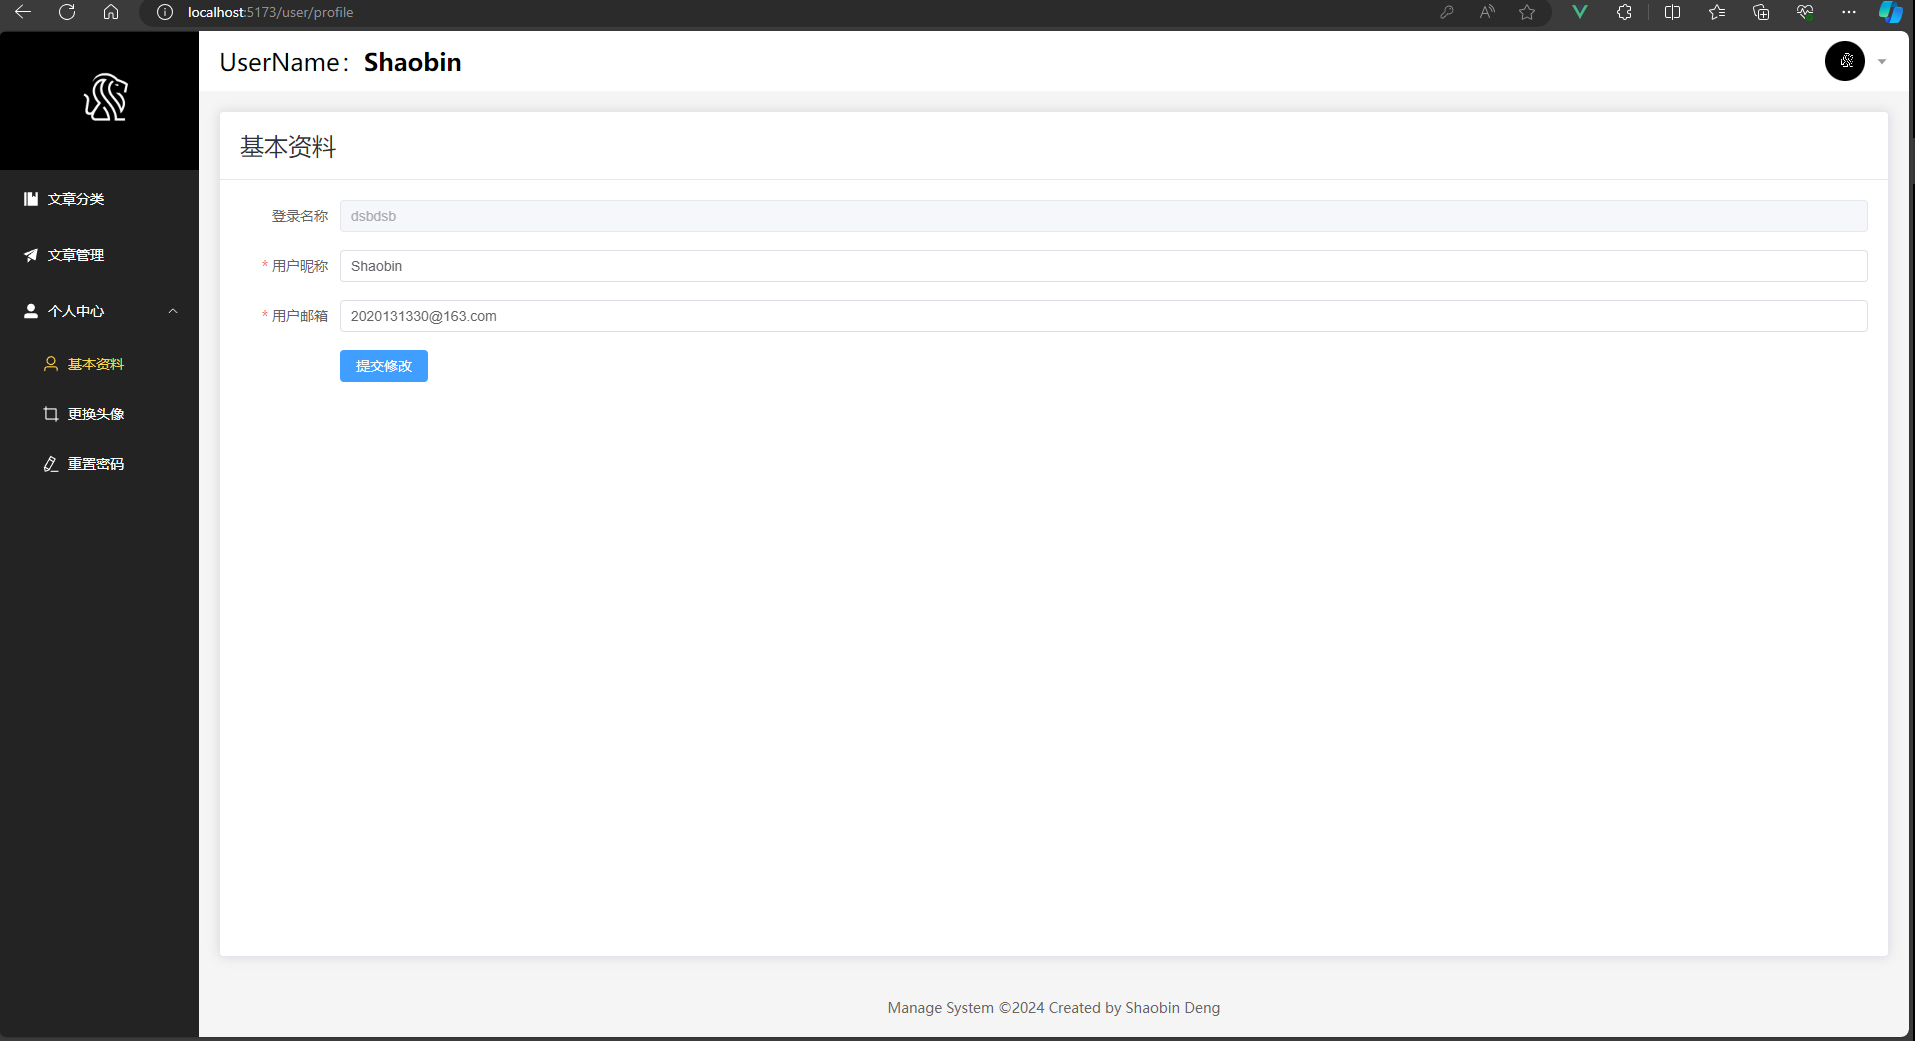 localhost:5173/user/profile
UserName：Shaobin
文章分类
文章管理
个人中心
基本资料
更换头像
重置密码
基本资料
登录名称 dsbdsb
* 用户昵称 Shaobin
* 用户邮箱 2020131330@163.com
提交修改
Manage System ©2024 Created by Shaobin Deng